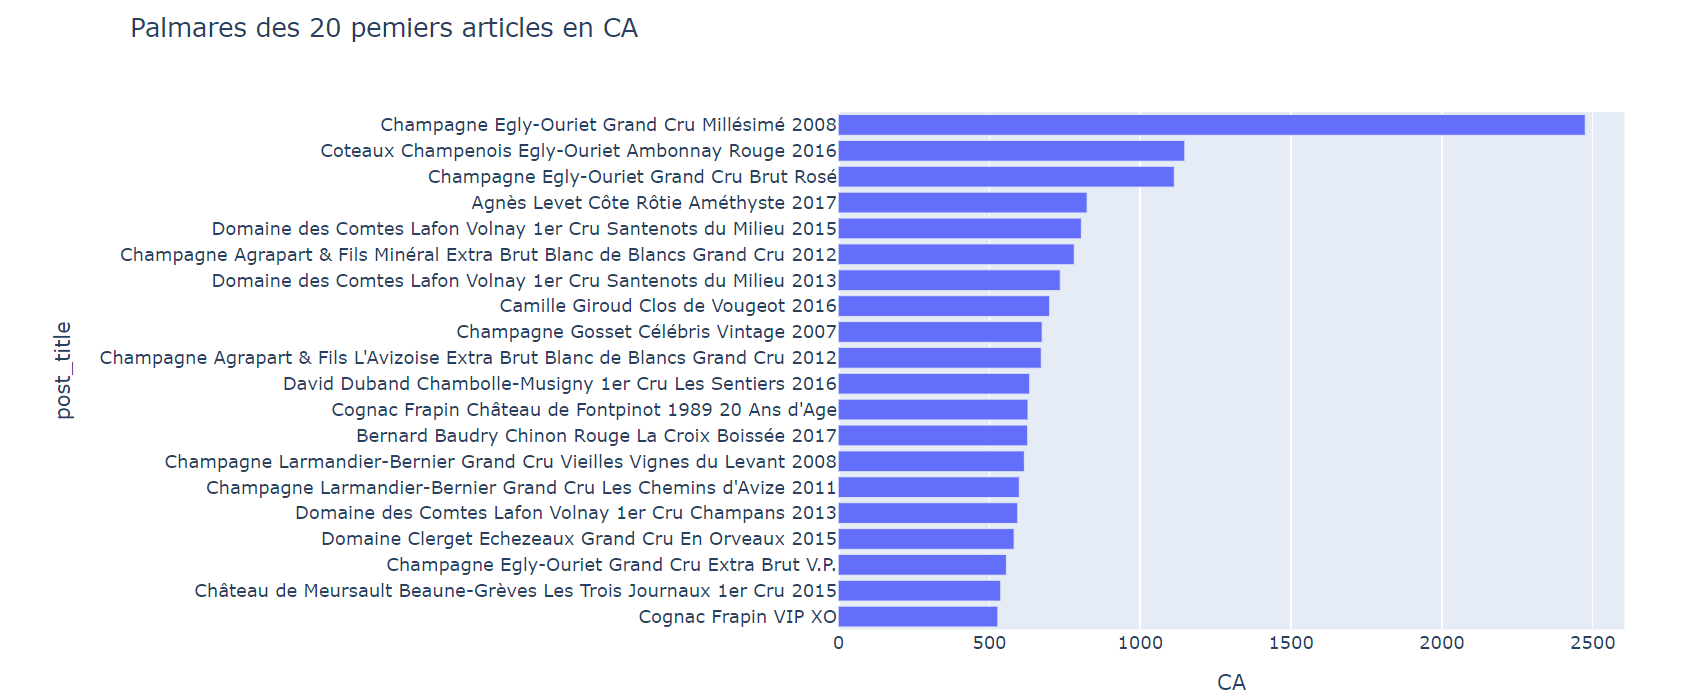 Palmares des 20 pemiers articles en CA
post_title
Champagne Egly-Ouriet Grand Cru Millésimé 2008
Coteaux Champenois Egly-Ouriet Ambonnay Rouge 2016
Champagne Egly-Ouriet Grand Cru Brut Rosé
Agnès Levet Côte Rôtie Améthyste 2017
Domaine des Comtes Lafon Volnay 1er Cru Santenots du Milieu 2015
Champagne Agrapart & Fils Minéral Extra Brut Blanc de Blancs Grand Cru 2012
Domaine des Comtes Lafon Volnay 1er Cru Santenots du Milieu 2013
Camille Giroud Clos de Vougeot 2016
Champagne Gosset Célébris Vintage 2007
Champagne Agrapart & Fils L'Avizoise Extra Brut Blanc de Blancs Grand Cru 2012
David Duband Chambolle-Musigny 1er Cru Les Sentiers 2016
Cognac Frapin Château de Fontpinot 1989 20 Ans d'Age
Bernard Baudry Chinon Rouge La Croix Boissée 2017
Champagne Larmandier-Bernier Grand Cru Vieilles Vignes du Levant 2008
Champagne Larmandier-Bernier Grand Cru Les Chemins d'Avize 2011
Domaine des Comtes Lafon Volnay 1er Cru Champans 2013
Domaine Clerget Echezeaux Grand Cru En Orveaux 2015
Champagne Egly-Ouriet Grand Cru Extra Brut V.P.
Château de Meursault Beaune-Grèves Les Trois Journaux 1er Cru 2015
Cognac Frapin VIP XO
0 500 1000 1500 2000 2500
CA